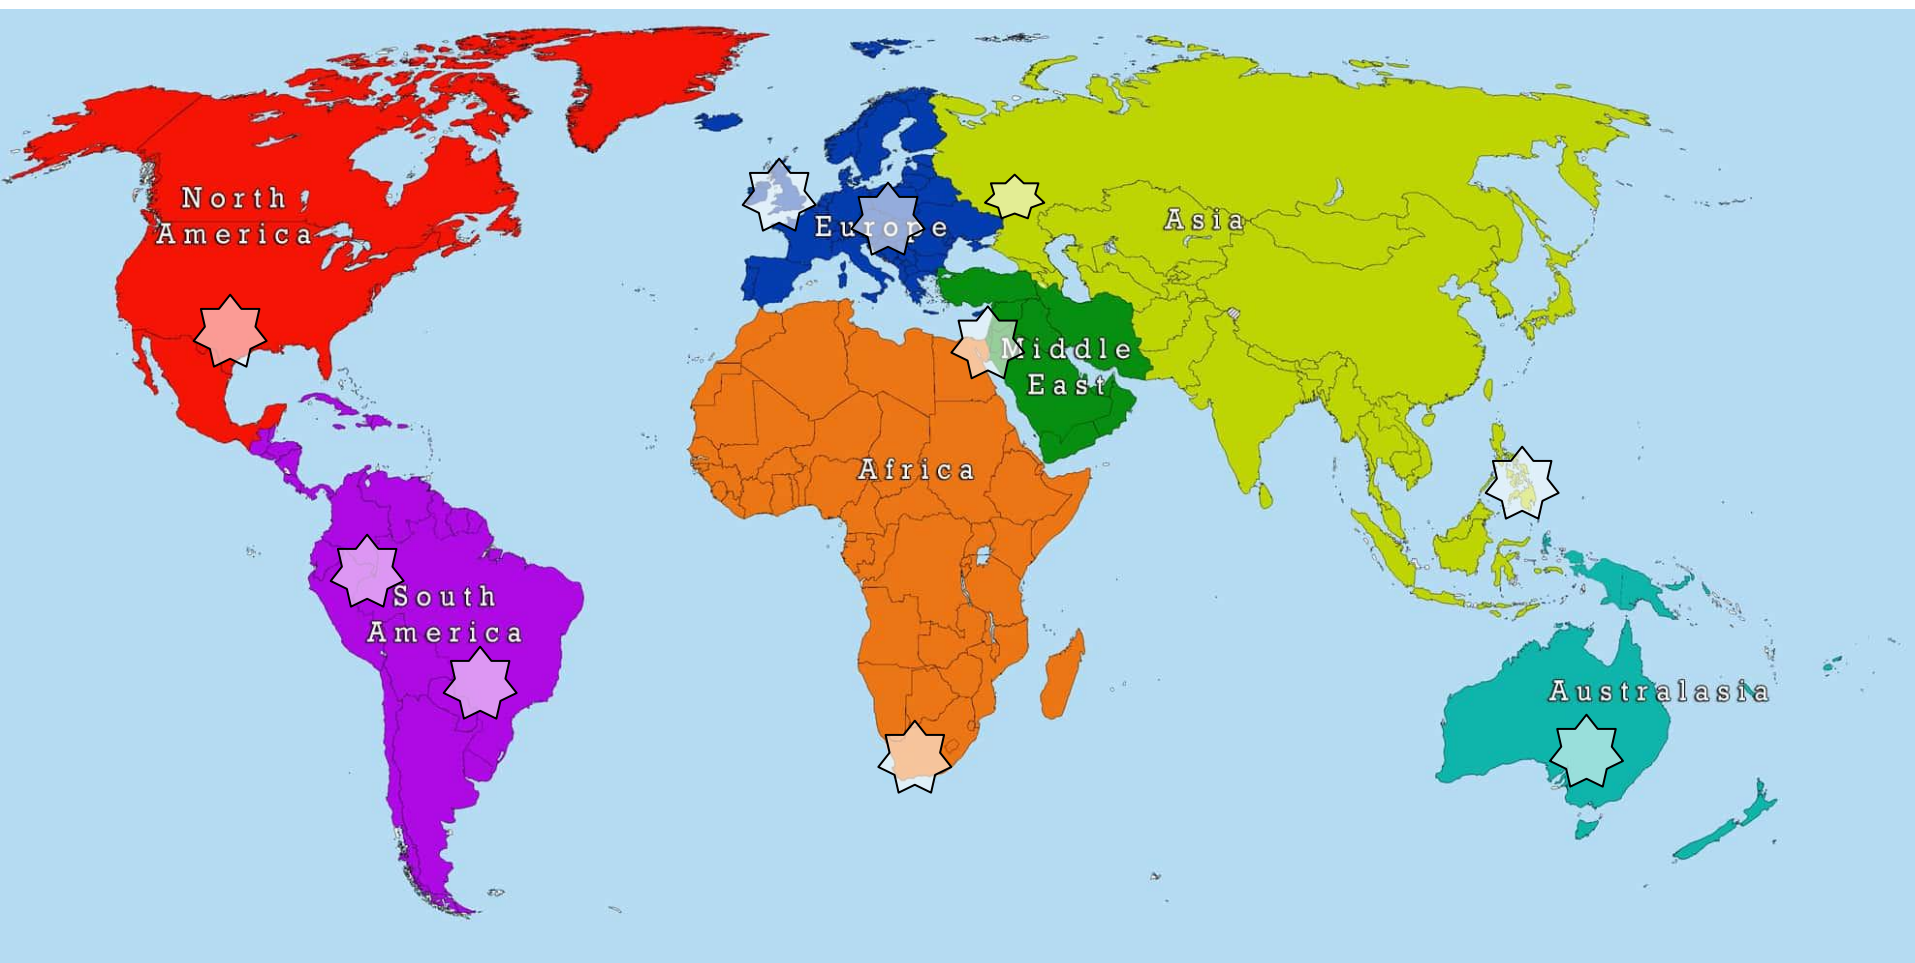 North
America
Europe
Asia
Middle
East
Africa
South
America
Australasia